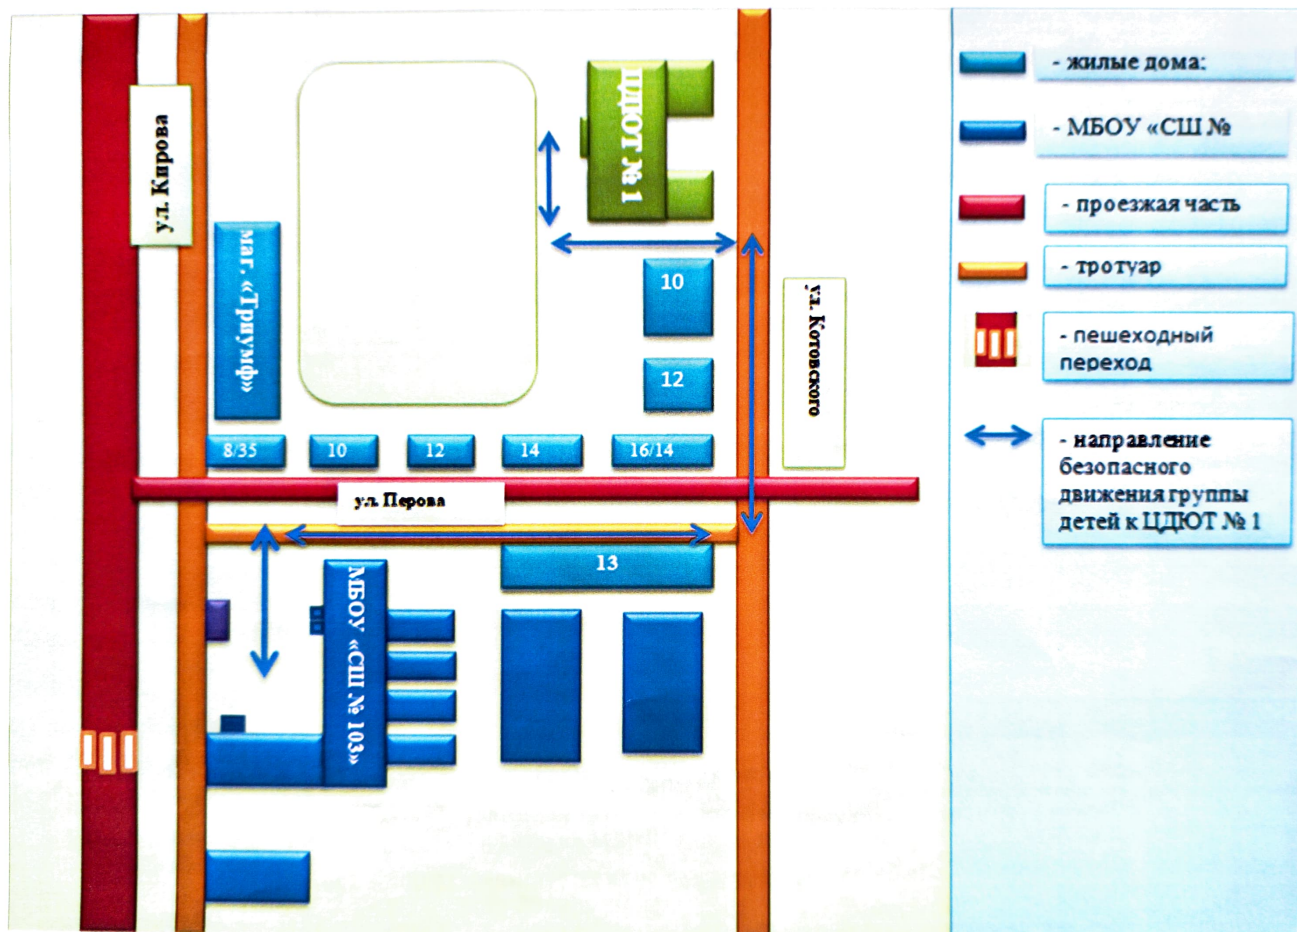 ул. Кирова
маг. «Триумф»
ЦДЮТ № 1
10
12
ул. Котовского
8/35
10
12
14
16/14
ул. Перова
13
МБОУ «СШ № 103»
- жилые дома:
- МБОУ «СШ №
- проезжая часть
- тротуар
- пешеходный
переход
- направление
безопасного
движения группы
детей к ЦДЮТ № 1